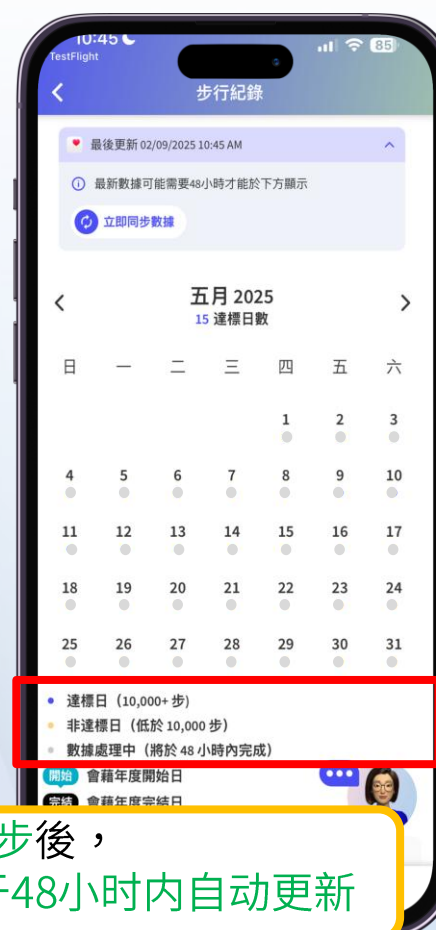 10:45
85
TestFlight
步行紀錄
最後更新 02/09/2025 10:45 AM
最新數據可能需要48小時才能於下方顯示
立即同步數據
五月 2025
15 達標日數
日 一 二 三 四 五 六
1 2 3
4 5 6 7 8 9 10
11 12 13 14 15 16 17
18 19 20 21 22 23 24
25 26 27 28 29 30 31
達標日（10,000+ 步)
非達標日（低於 10,000 步）
數據處理中（將於 48 小時內完成）
開始 會藉年度開始日
完結 會藉年度完結日
步後，
48小时内自动更新